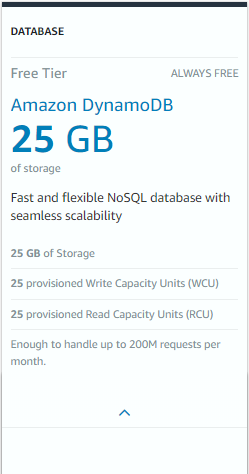 DATABASE
Free Tier ALWAYS FREE
Amazon DynamoDB
25 GB
of storage
Fast and flexible NoSQL database with
seamless scalability
25 GB of Storage
25 provisioned Write Capacity Units (WCU)
25 provisioned Read Capacity Units (RCU)
Enough to handle up to 200M requests per
month.